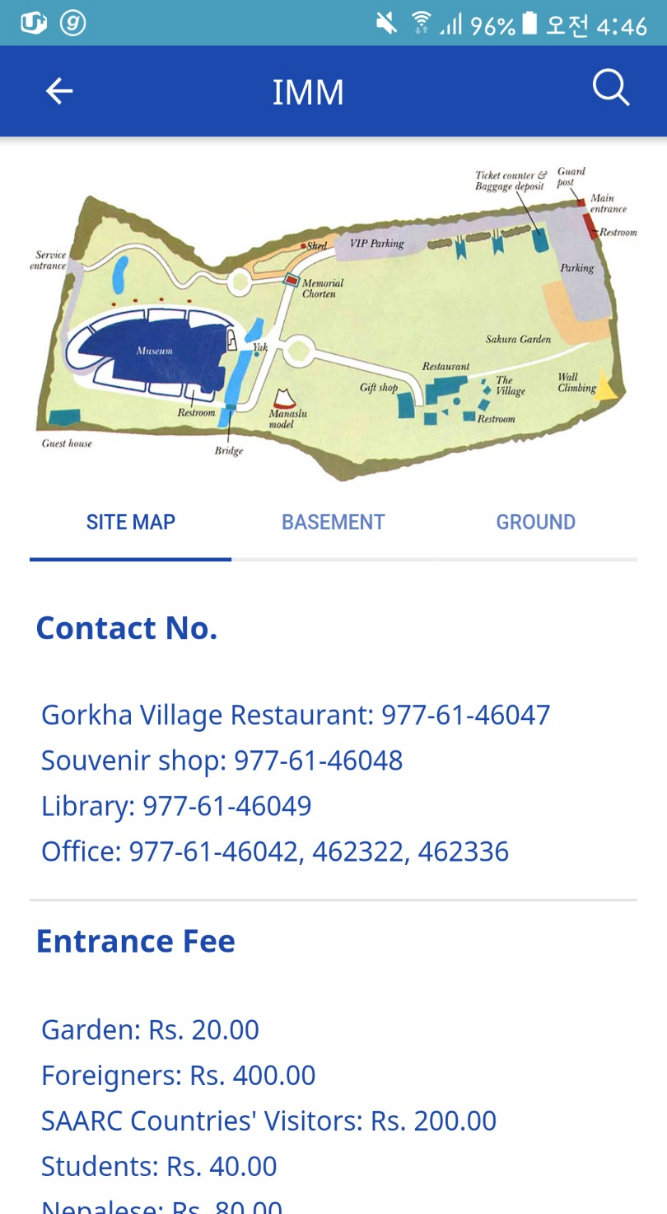 96% 오전 4:46
IMM
Ticket counter &
Baggage deposit
Guard
post
Main
entrance
Restroom
Service
entrance
Shed
VIP Parking
Parking
Memorial
Chorten
Museum
Yak
Sakura Garden
Restaurant
Gift shop
The
Village
Wall
Climbing
Restroom
Manaslu
model
Restroom
Guest house
Bridge
SITE MAP BASEMENT GROUND
Contact No.
Gorkha Village Restaurant: 977-61-46047
Souvenir shop: 977-61-46048
Library: 977-61-46049
Office: 977-61-46042, 462322, 462336
Entrance Fee
Garden: Rs. 20.00
Foreigners: Rs. 400.00
SAARC Countries' Visitors: Rs. 200.00
Students: Rs. 40.00
Nepalese: Rs. 80.00